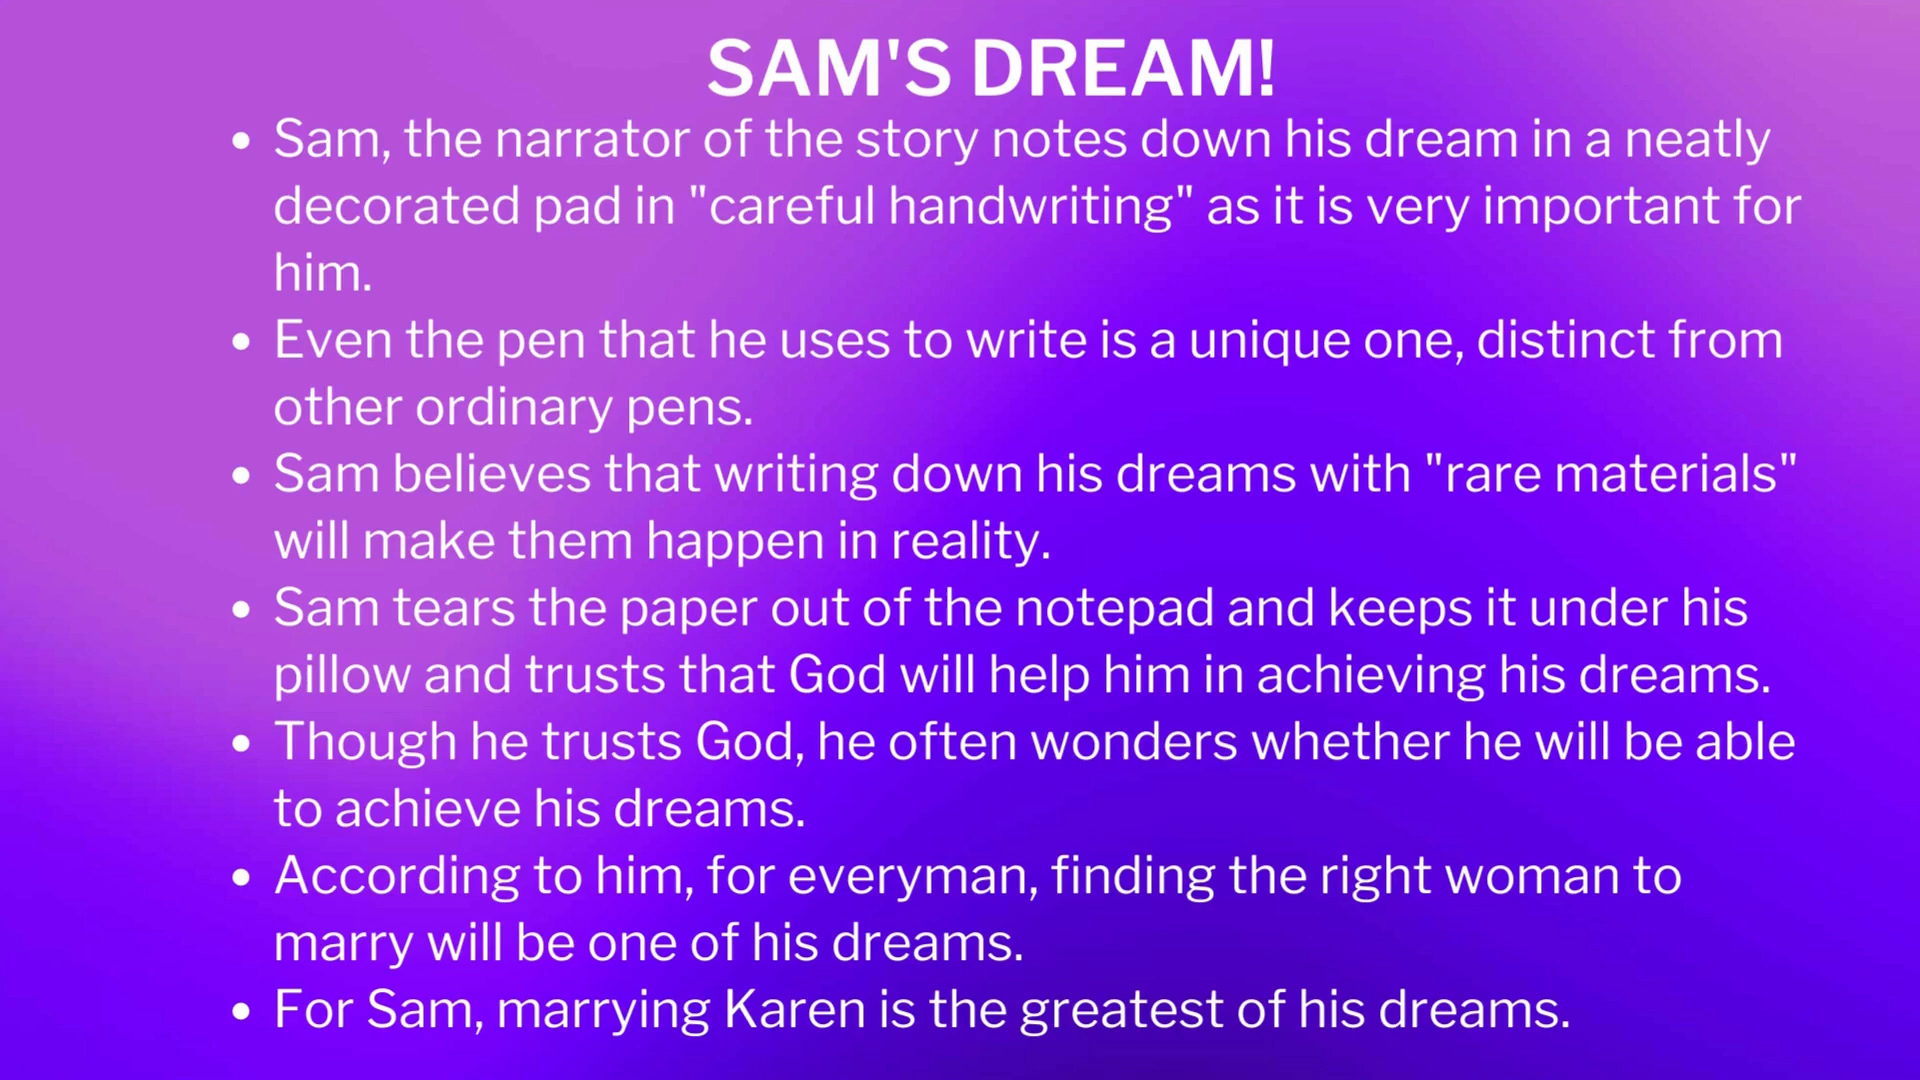 SAM'S DREAM!
• Sam, the narrator of the story notes down his dream in a neatly
decorated pad in "careful handwriting" as it is very important for
him.
• Even the pen that he uses to write is a unique one, distinct from
other ordinary pens.
• Sam believes that writing down his dreams with "rare materials"
will make them happen in reality.
• Sam tears the paper out of the notepad and keeps it under his
pillow and trusts that God will help him in achieving his dreams.
• Though he trusts God, he often wonders whether he will be able
to achieve his dreams.
• According to him, for everyman, finding the right woman to
marry will be one of his dreams.
• For Sam, marrying Karen is the greatest of his dreams.